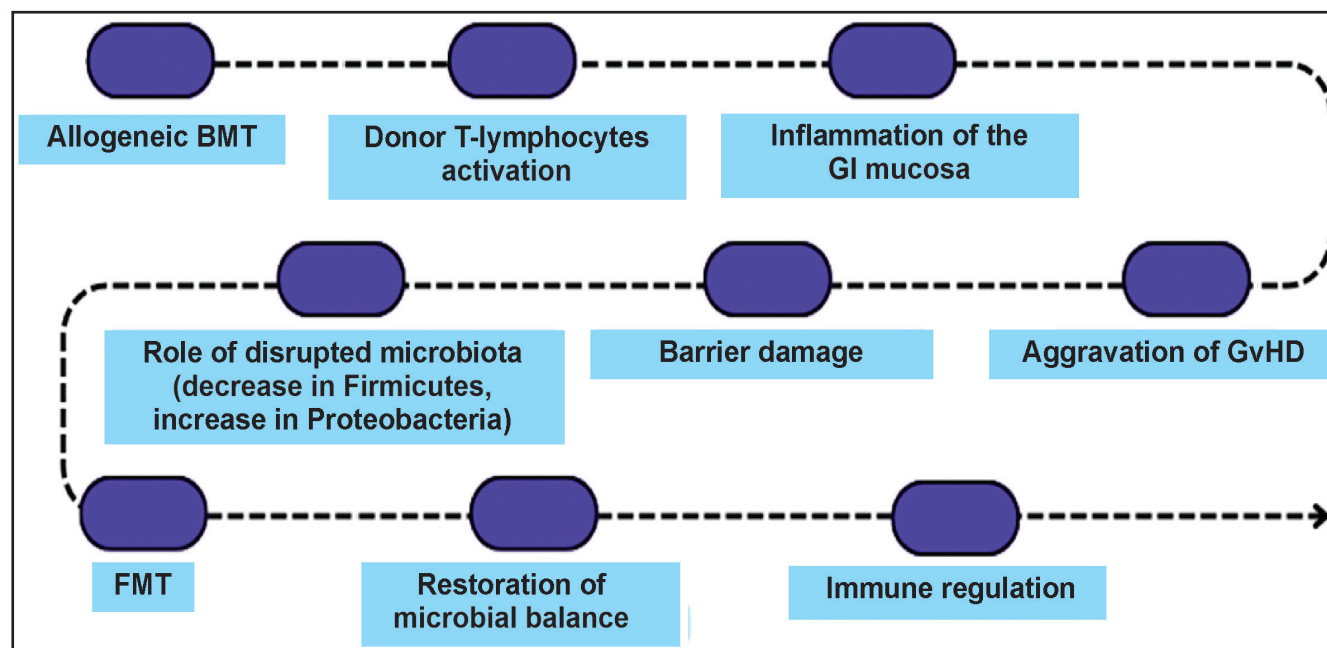 Allogeneic BMT
Donor T-lymphocytes
activation
Inflammation of the
GI mucosa
Role of disrupted microbiota
(decrease in Firmicutes,
increase in Proteobacteria)
Barrier damage
Aggravation of GvHD
FMT
Restoration of
microbial balance
Immune regulation